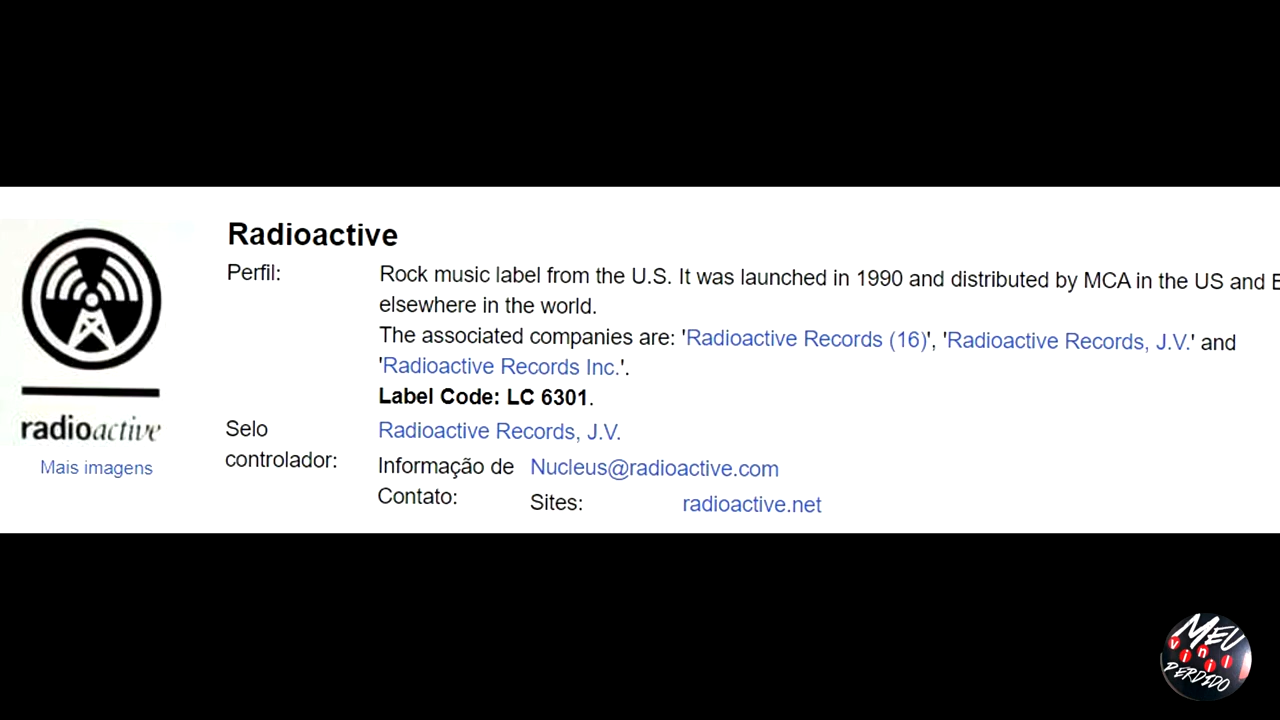 Radioactive
Perfil:
Rock music label from the U.S. It was launched in 1990 and distributed by MCA in the US and
elsewhere in the world.
The associated companies are: 'Radioactive Records (16)', 'Radioactive Records, J.V.' and
'Radioactive Records Inc.'.
Label Code: LC 6301.
radioactive
Mais imagens
Selo
controlador:
Radioactive Records, J.V.
Informação de
Contato:
Nucleus@radioactive.com
Sites: radioactive.net
MEU
vinil
PERDIDO